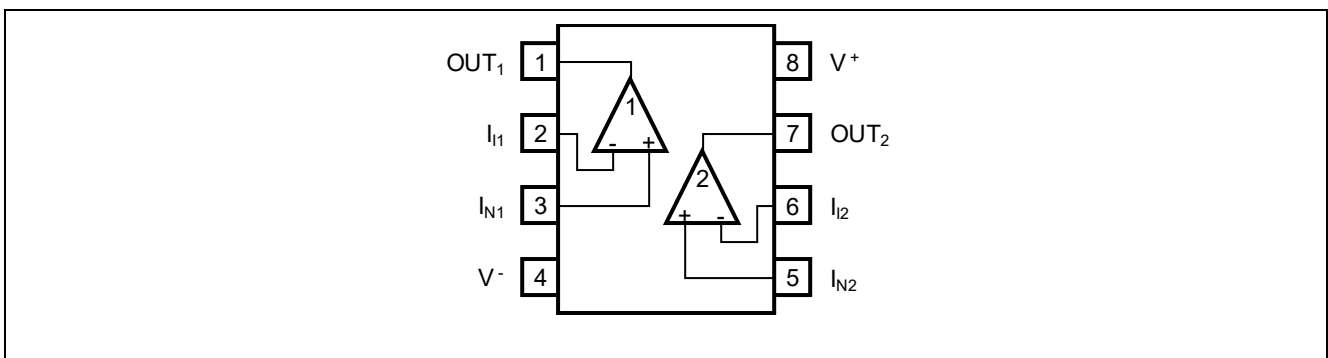 OUT1 1 8 V+
1
II1 2 7 OUT2
- +
2
IN1 3 6 II2
+ -
V- 4 5 IN2